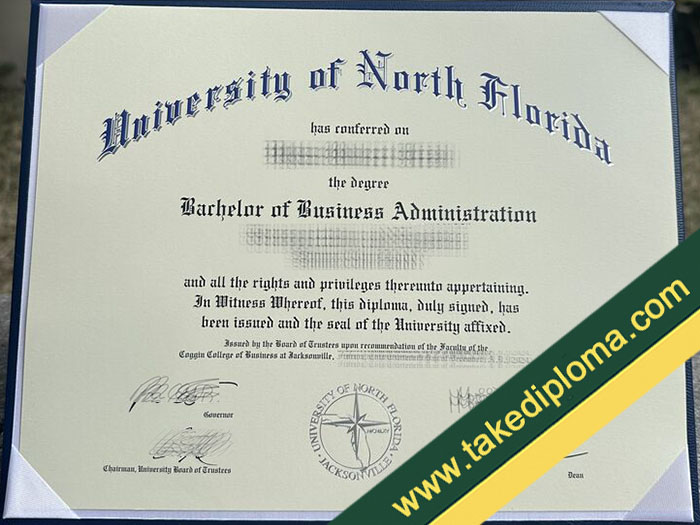 University of North Florida
has conferred on
the degree
Bachelor of Business Administration
and all the rights and privileges thereunto appertaining.
In Witness Whereof, this diploma, duly signed, has
been issued and the seal of the University affixed.
Issued by the Board of Trustees upon recommendation of the Faculty of the
Coggin College of Business at Jacksonville,
Governor
Chairman, University Board of Trustees
UNIVERSITY OF NORTH FLORIDA
JACKSONVILLE
Dean
www.takediploma.com